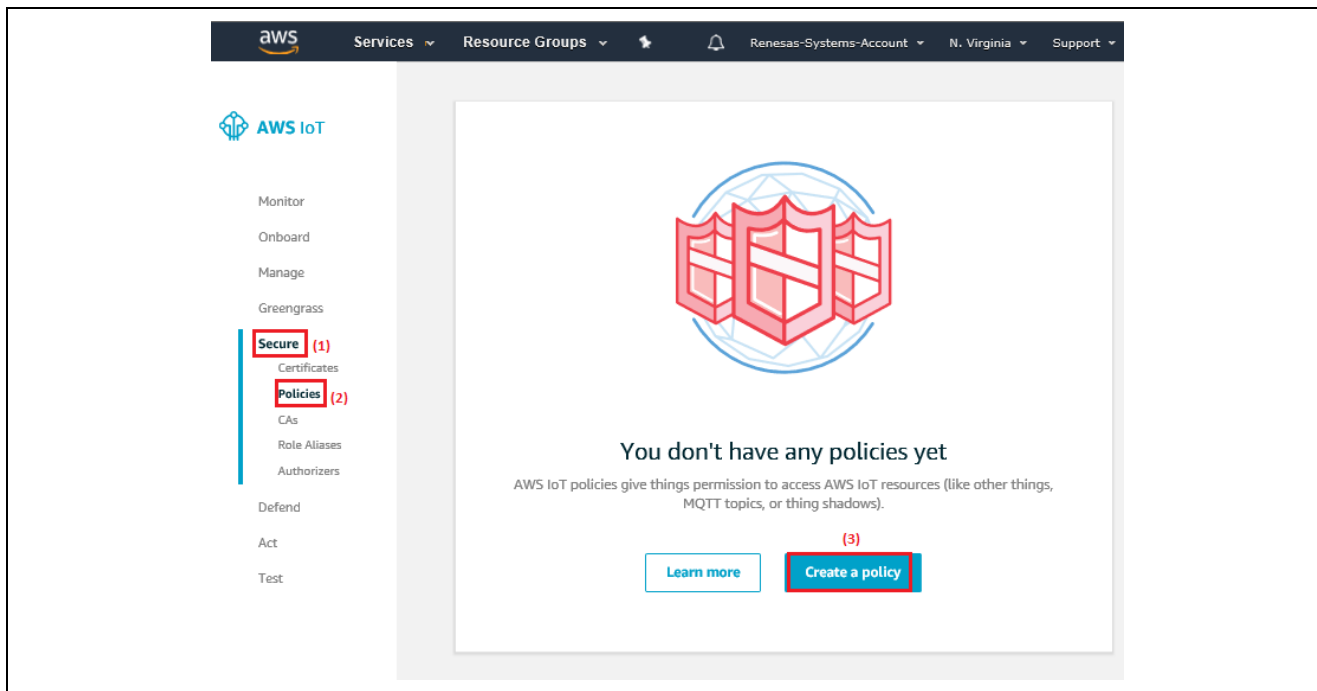 aws
Services
Resource Groups
Renesas-Systems-Account
N. Virginia
Support
AWS IoT
Monitor
Onboard
Manage
Greengrass
Secure (1)
Certificates
Policies (2)
CAs
Role Aliases
Authorizers
Defend
Act
Test
You don't have any policies yet
AWS IoT policies give things permission to access AWS IoT resources (like other things,
MQTT topics, or thing shadows).
(3)
Learn more
Create a policy